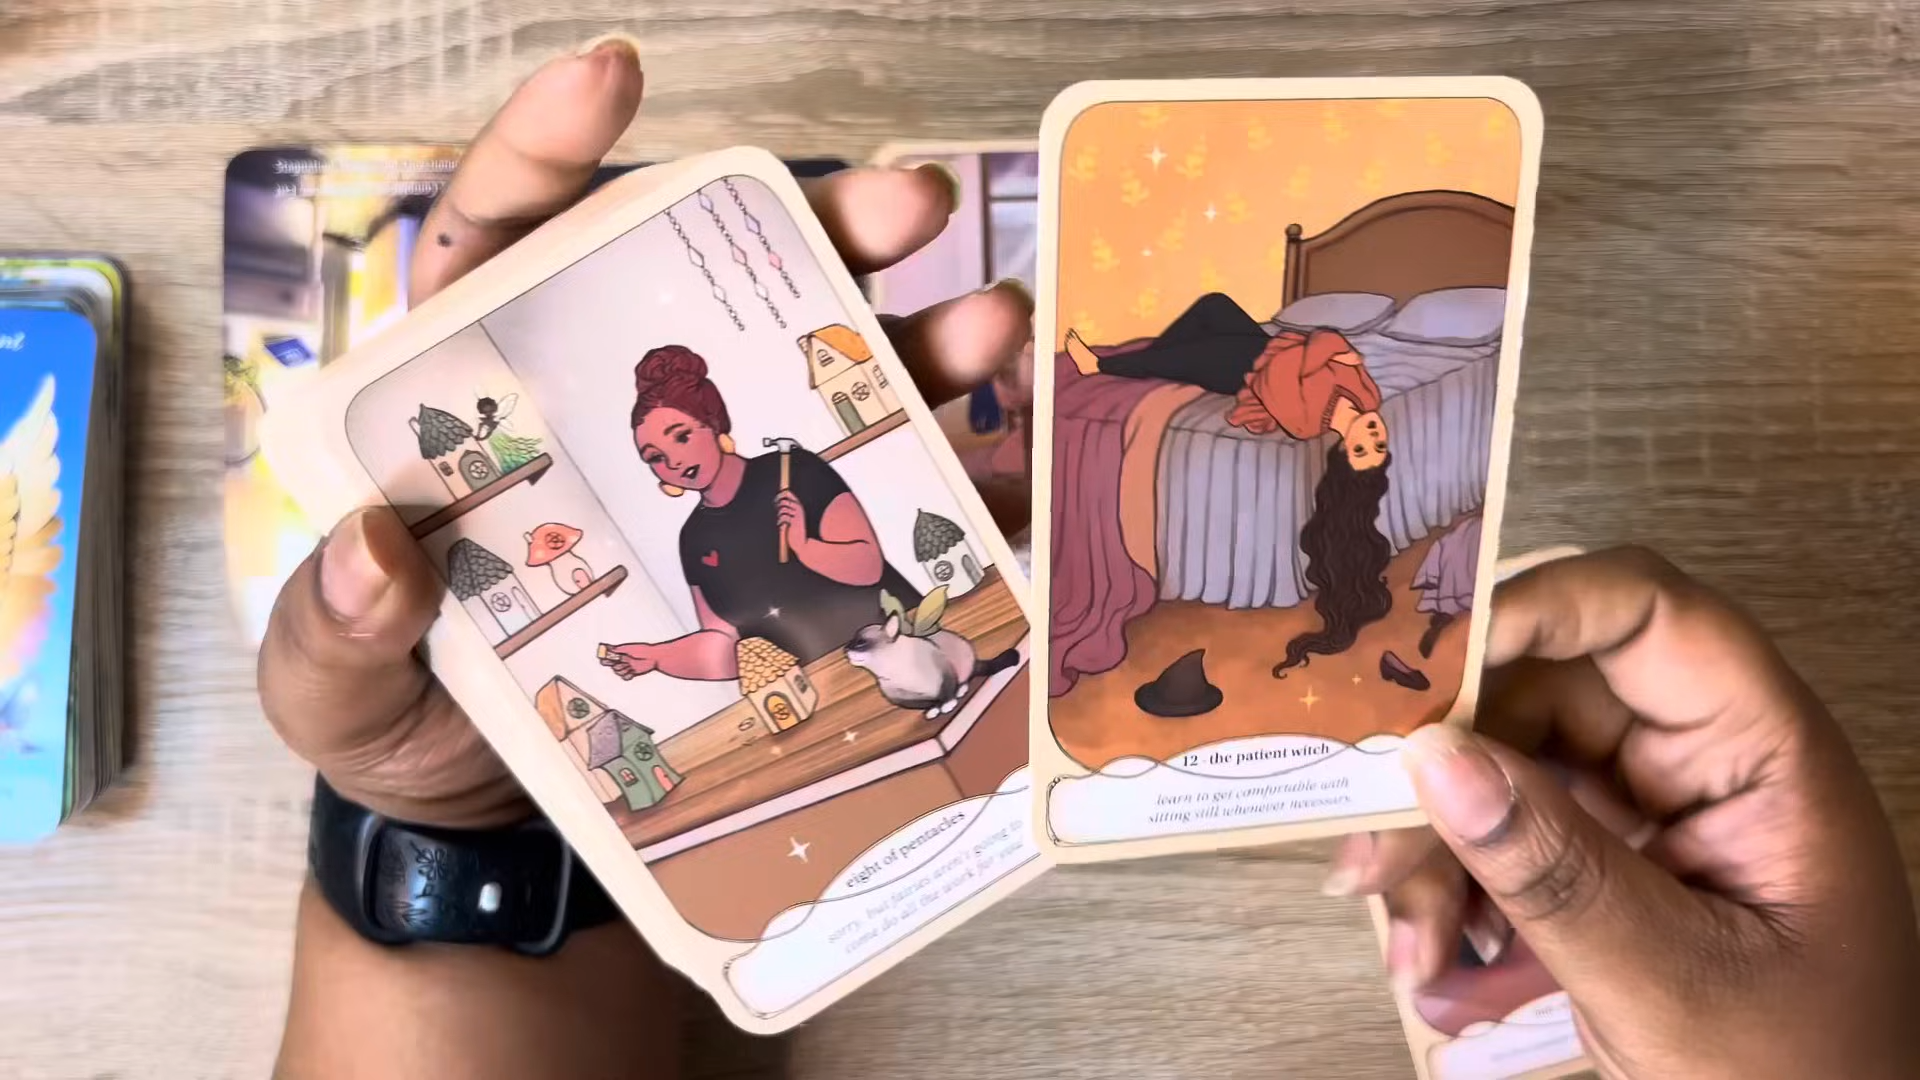 eight of pentacles
sorry, but fairies aren't going to
come do all the work for you!
12 - the patient witch
learn to get comfortable with
sitting still whenever necessary.